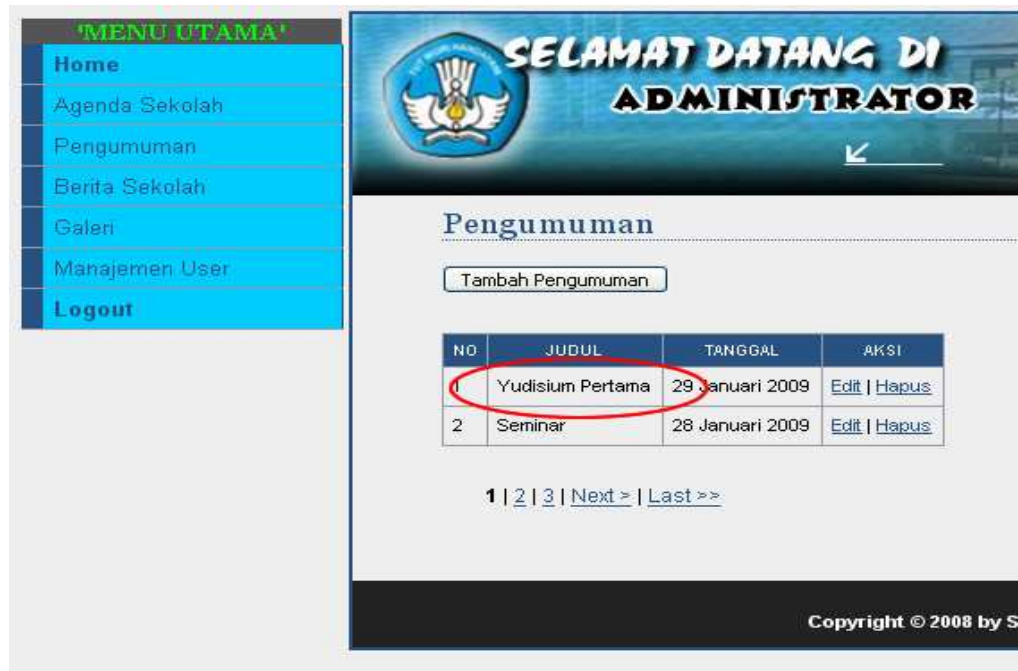 'MENU UTAMA'
Home
Agenda Sekolah
Pengumuman
Berita Sekolah
Galeri
Manajemen User
Logout
SELAMAT DATANG DI
ADMINISTRATOR
Pengumuman
Tambah Pengumuman
NO JUDUL TANGGAL AKSI
1 Yudisium Pertama 29 Januari 2009 Edit | Hapus
2 Seminar 28 Januari 2009 Edit | Hapus
1 | 2 | 3 | Next > | Last >>
Copyright © 2008 by S